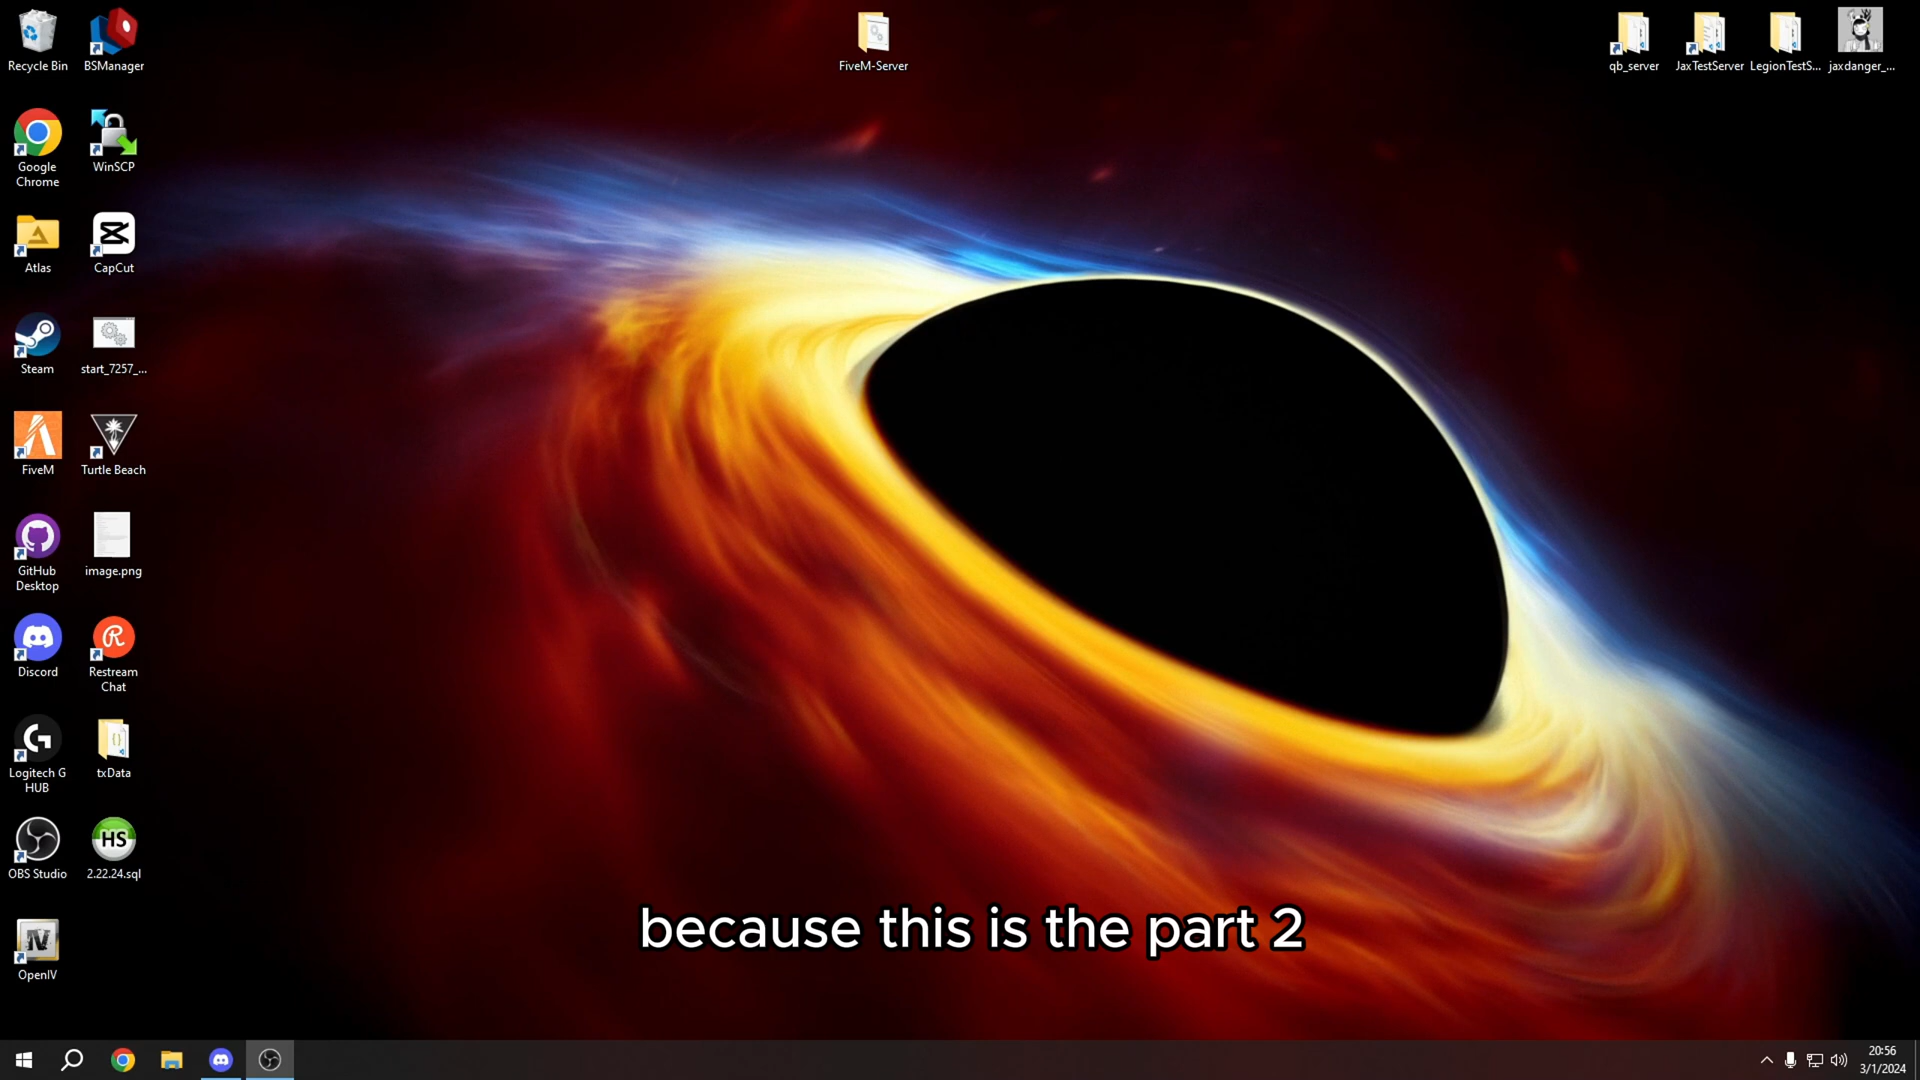 Recycle Bin
BSManager
FiveM-Server
qb_server
JaxTestServer
LegionTestS...
jaxdanger_...
Google
Chrome
WinSCP
Atlas
CapCut
Steam
start_7257_...
FiveM
Turtle Beach
GitHub
Desktop
image.png
Discord
Restream
Chat
Logitech G
HUB
txData
OBS Studio
HS
2.22.24.sql
IV
OpenIV
because this is the part 2
20:56
3/1/2024